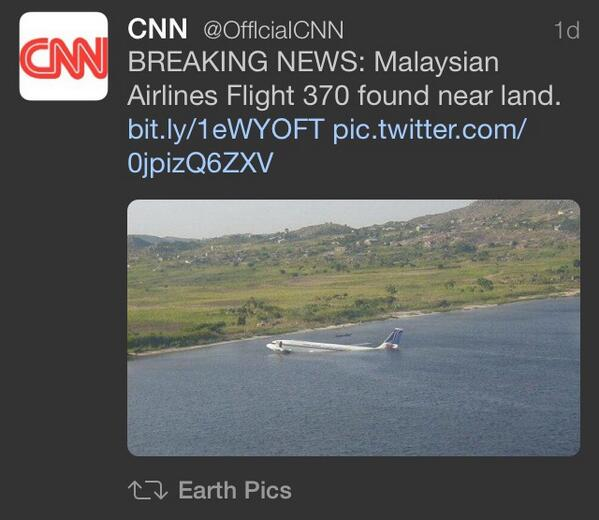 CNN
CNN @OfflcialCNN 1d
BREAKING NEWS: Malaysian
Airlines Flight 370 found near land.
bit.ly/1eWYOFT pic.twitter.com/
0jpizQ6ZXV
Earth Pics